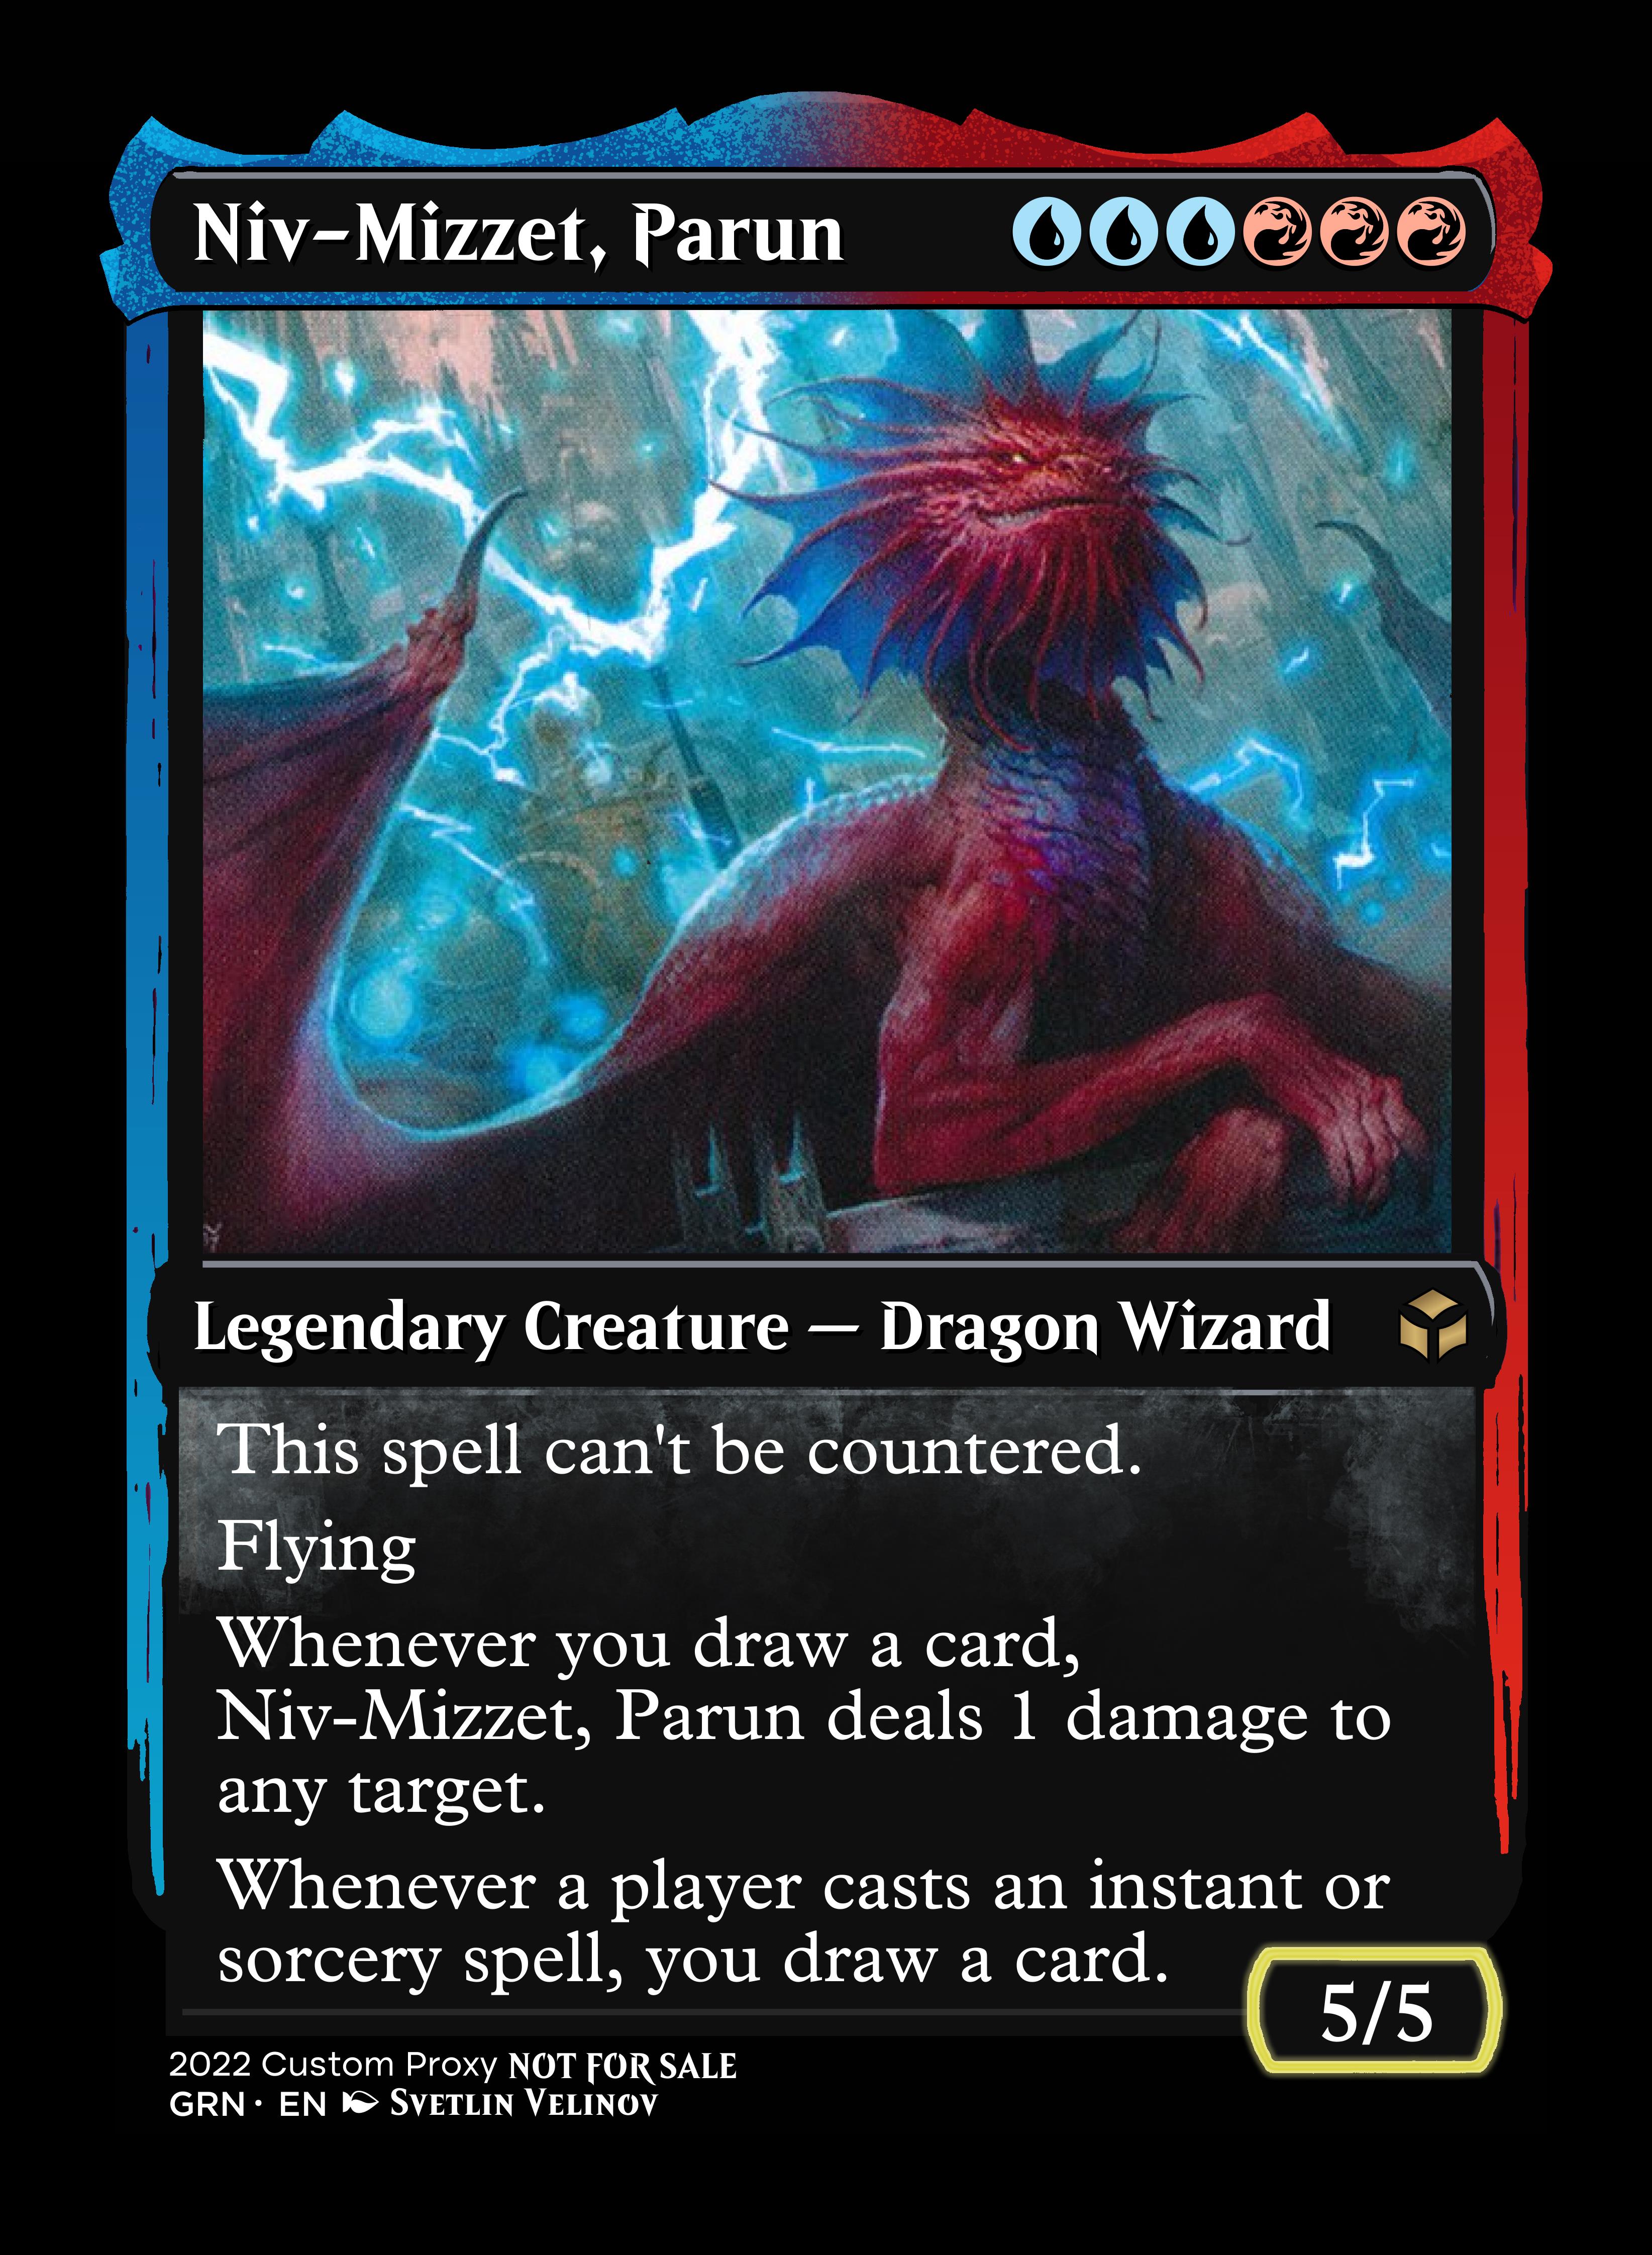 Niv-Mizzet, Parun
Legendary Creature — Dragon Wizard
This spell can't be countered.
Flying
Whenever you draw a card,
Niv-Mizzet, Parun deals 1 damage to
any target.
Whenever a player casts an instant or
sorcery spell, you draw a card.
5/5
2022 Custom Proxy NOT FOR SALE
GRN · EN Svetlin Velinov